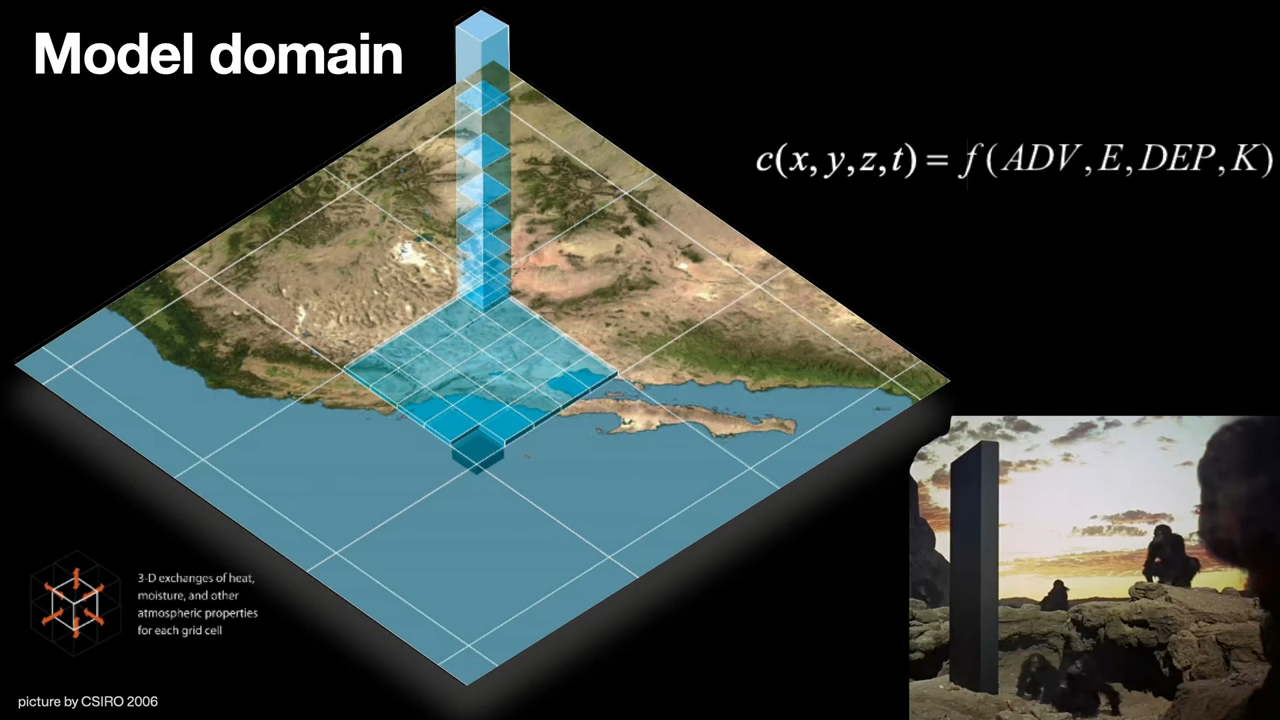 Model domain
c(x, y, z, t) = f(ADV, E, DEP, K)
3-D exchanges of heat,
moisture, and other
atmospheric properties
for each grid cell
picture by CSIRO 2006